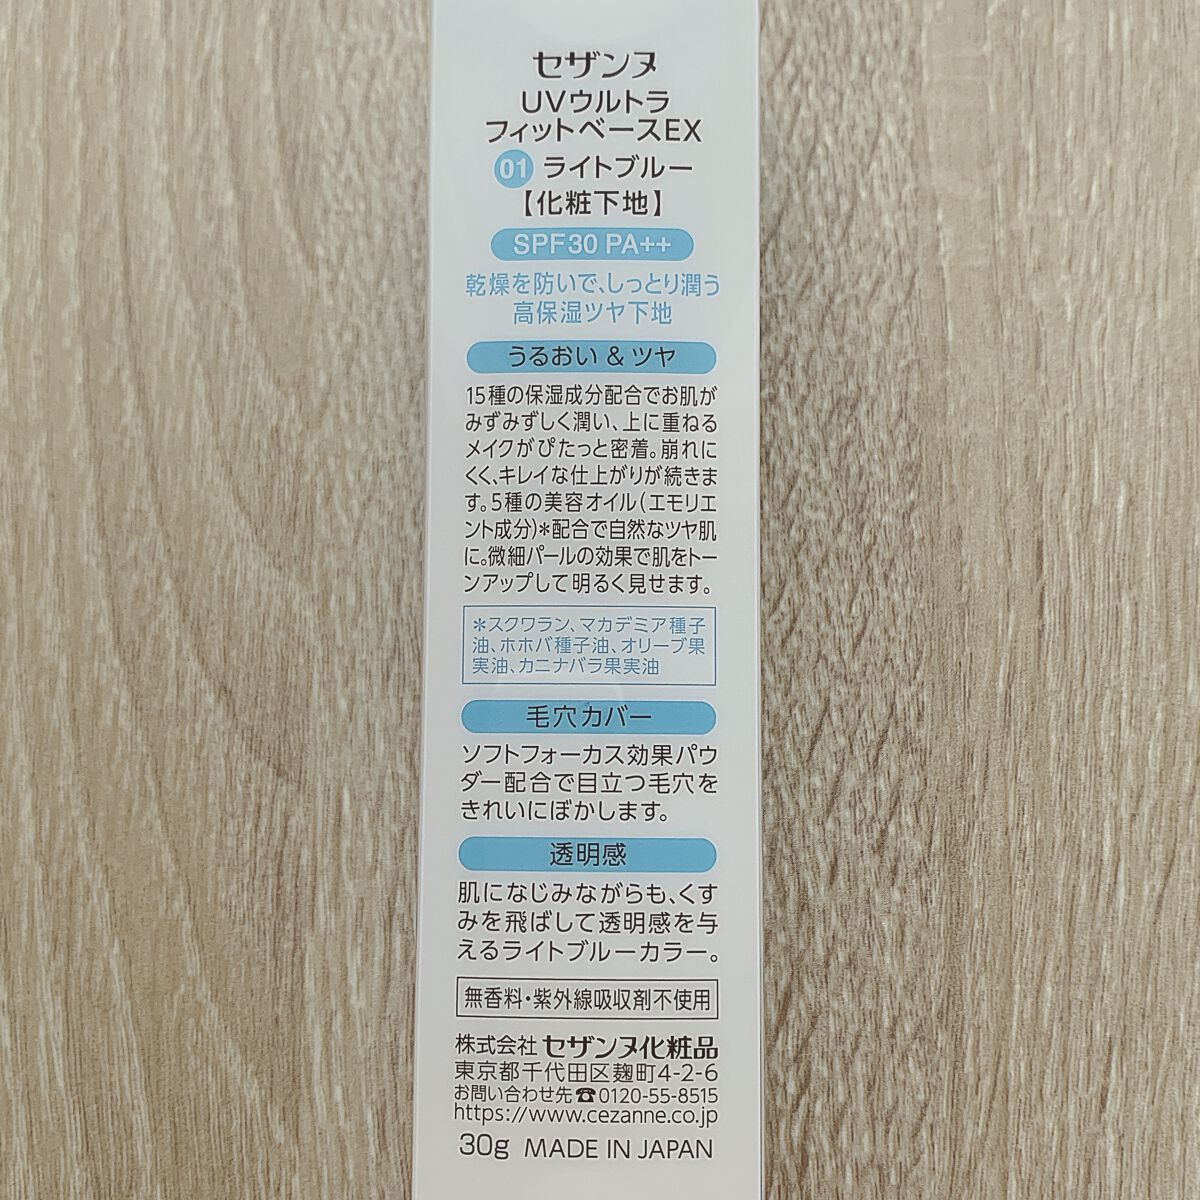 セザンヌ
UVウルトラ
フィットベースEX
01 ライトブルー
【化粧下地】
SPF30 PA++
乾燥を防いで、しっとり潤う
高保湿ツヤ下地
うるおい & ツヤ
15種の保湿成分配合でお肌が
みずみずしく潤い、上に重ねる
メイクがぴたっと密着。崩れに
くく、キレイな仕上がりが続きま
す。5種の美容オイル(エモリエ
ント成分)*配合で自然なツヤ肌
に。微細パールの効果で肌をトー
ンアップして明るく見せます。
*スクワラン、マカデミア種子
油、ホホバ種子油、オリーブ果
実油、カニナバラ果実油
毛穴カバー
ソフトフォーカス効果パウ
ダー配合で目立つ毛穴を
きれいにぼかします。
透明感
肌になじみながらも、くす
みを飛ばして透明感を与
えるライトブルーカラー。
無香料・紫外線吸収剤不使用
株式会社 セザンヌ化粧品
東京都千代田区麹町4-2-6
お問い合わせ先☎0120-55-8515
https://www.cezanne.co.jp
30g MADE IN JAPAN